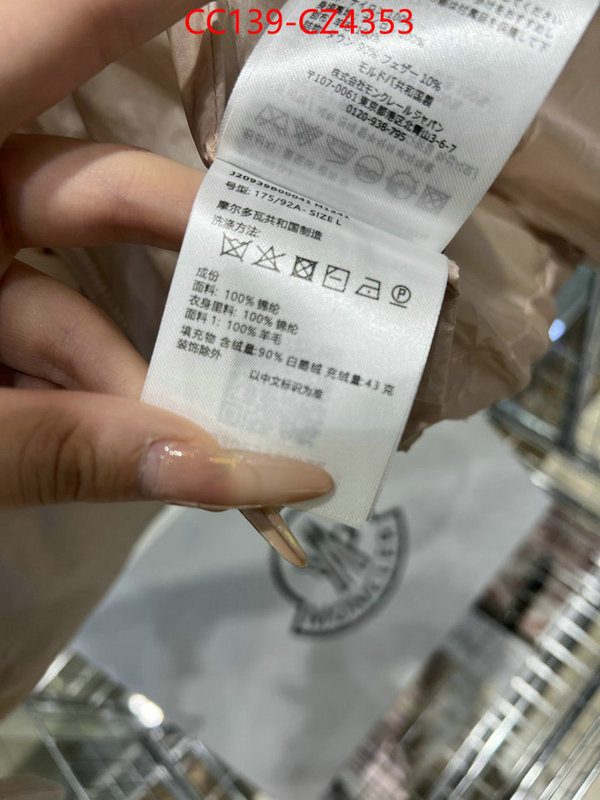 CC139-CZ4353
ダウン 90% フェザー 10%
モルドバ共和国製
株式会社モンクレール ジャパン
〒107-0061 東京都港区北青山3-6-7
0120-938-795
号型: 175/92A- SIZE L
摩尔多瓦共和国制造
洗涤方法:
成份
面料: 100% 锦纶
衣身里料: 100% 锦纶
面料 1: 100% 羊毛
填充物 含绒量:90% 白鹅绒 充绒量:43 克
装饰除外
以中文标识为准
MONCLER